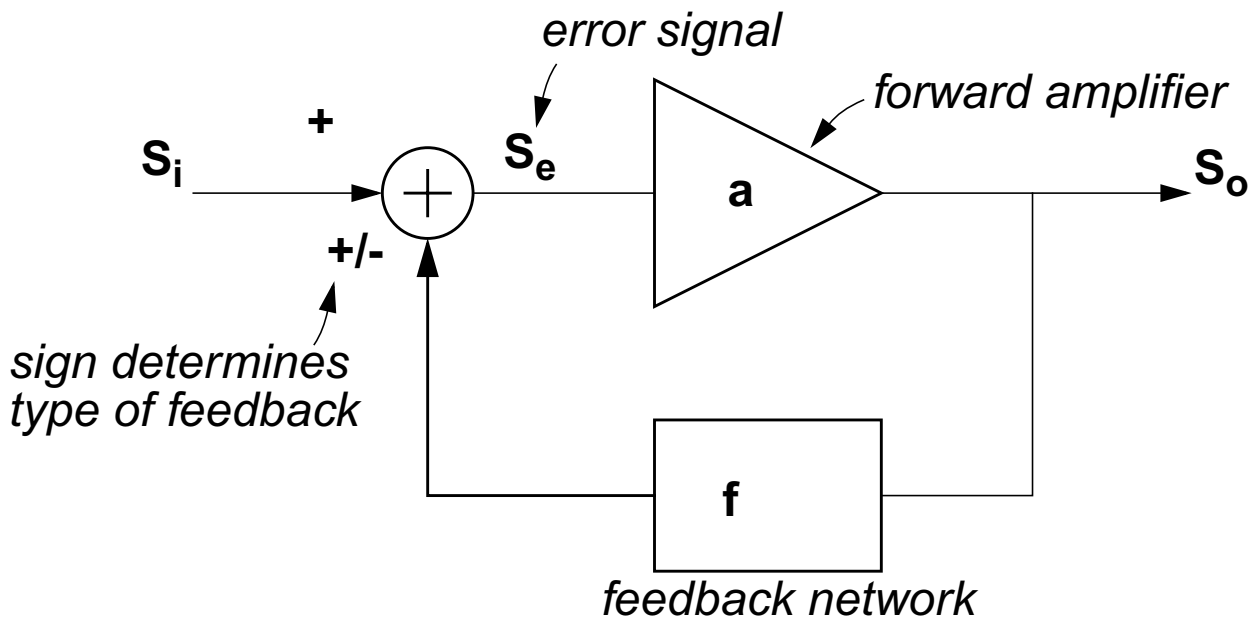 error signal
forward amplifier
+
Si
Se
a
So
+/-
sign determines
type of feedback
f
feedback network